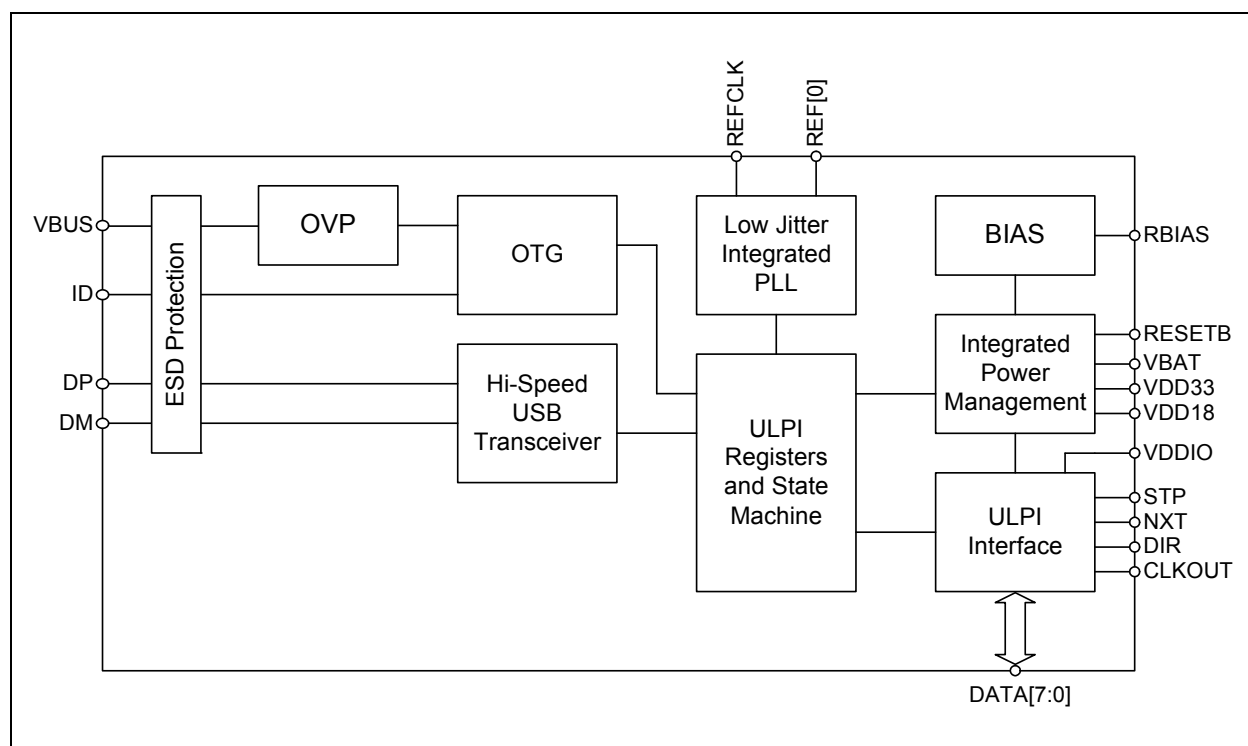 REFCLK
REF[0]
VBUS
ID
DP
DM
ESD Protection
OVP
OTG
Hi-Speed
USB
Transceiver
Low Jitter
Integrated
PLL
ULPI
Registers
and State
Machine
BIAS
Integrated
Power
Management
ULPI
Interface
RBIAS
RESETB
VBAT
VDD33
VDD18
VDDIO
STP
NXT
DIR
CLKOUT
DATA[7:0]